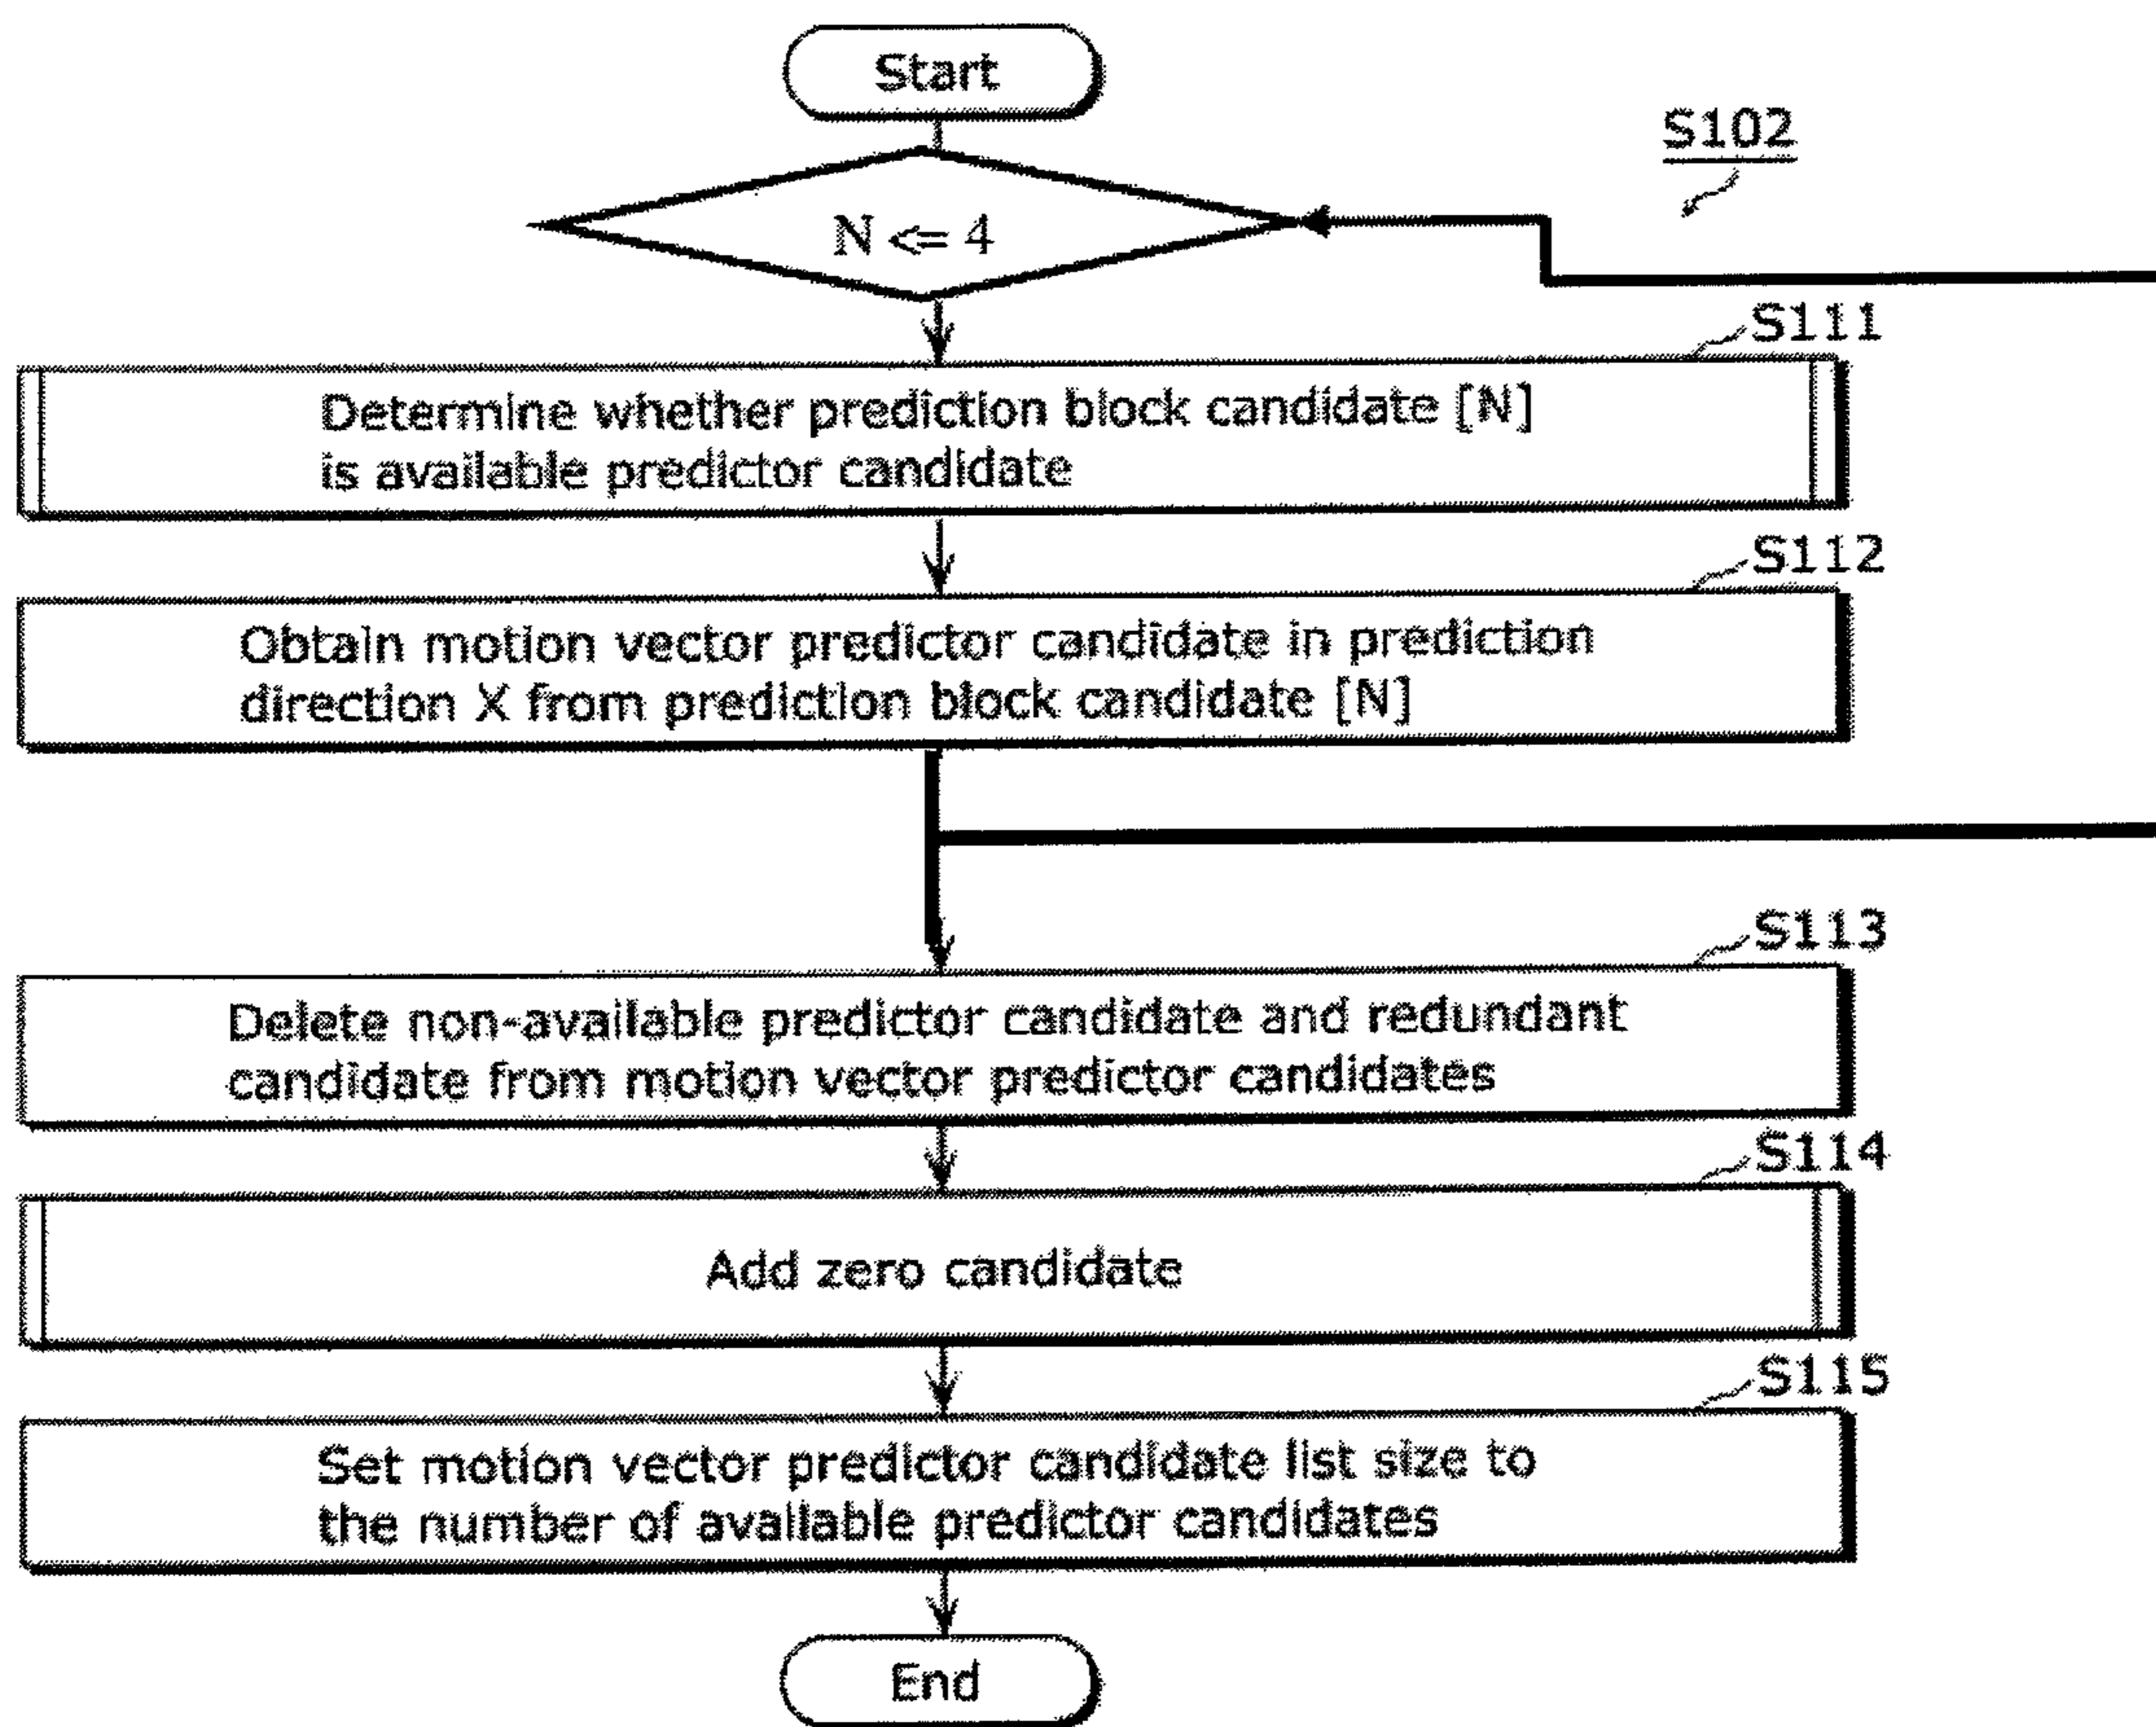 Start
S102
N <= 4
S111
Determine whether prediction block candidate [N]
is available predictor candidate
S112
Obtain motion vector predictor candidate in prediction
direction X from prediction block candidate [N]
S113
Delete non-available predictor candidate and redundant
candidate from motion vector predictor candidates
S114
Add zero candidate
S115
Set motion vector predictor candidate list size to
the number of available predictor candidates
End